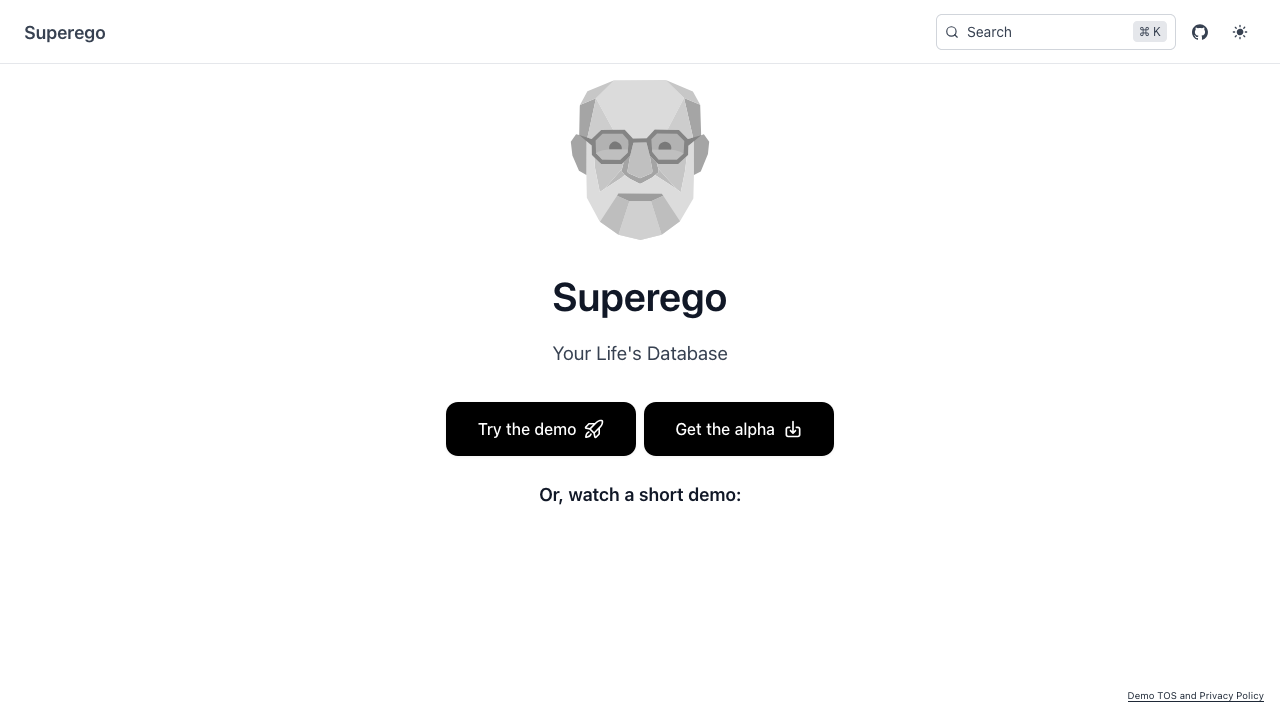 Superego
Search ⌘ K
Superego
Your Life's Database
Try the demo
Get the alpha
Or, watch a short demo:
Demo TOS and Privacy Policy